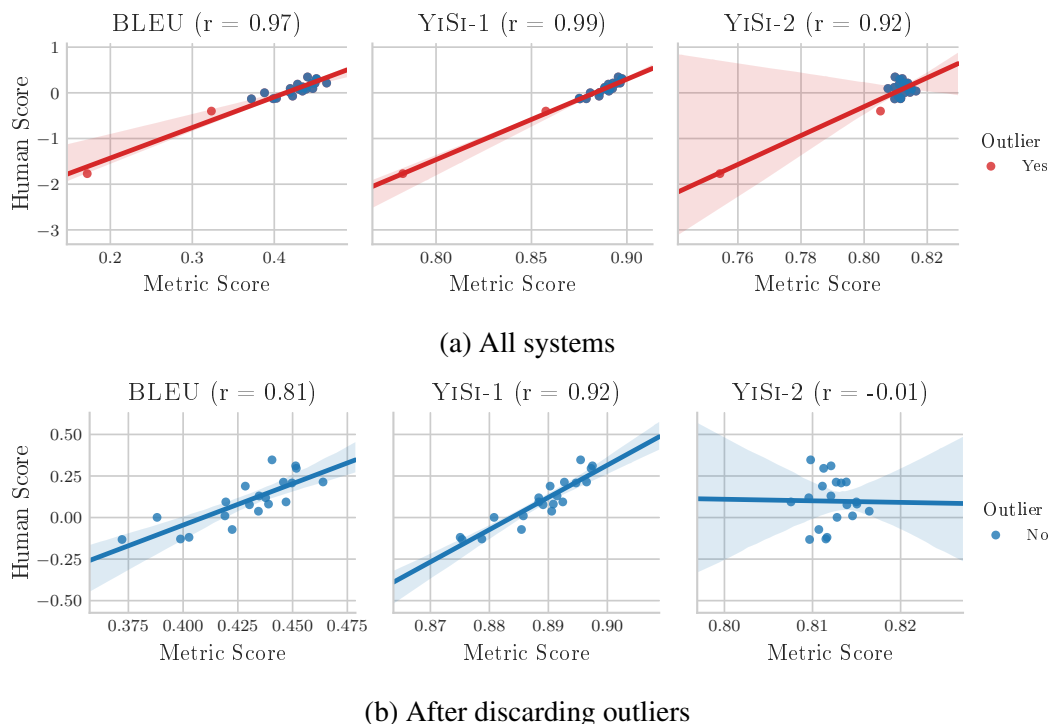 BLEU (r = 0.97) YiSi-1 (r = 0.99) YiSi-2 (r = 0.92)
1
0
−1
−2
−3
Human Score
0.2 0.3 0.4 0.80 0.85 0.90 0.76 0.78 0.80 0.82
Metric Score Metric Score Metric Score
Outlier
Yes
(a) All systems
BLEU (r = 0.81) YiSi-1 (r = 0.92) YiSi-2 (r = -0.01)
0.50
0.25
0.00
−0.25
−0.50
Human Score
0.375 0.400 0.425 0.450 0.475 0.87 0.88 0.89 0.90 0.80 0.81 0.82
Metric Score Metric Score Metric Score
Outlier
No
(b) After discarding outliers